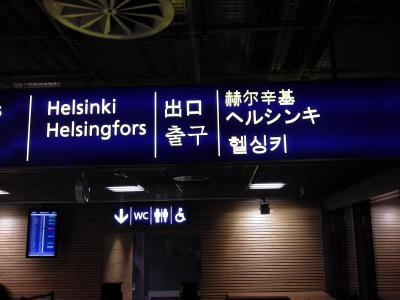 Helsinki
Helsingfors
出口
출구
赫尔辛基
ヘルシンキ
헬싱키
WC